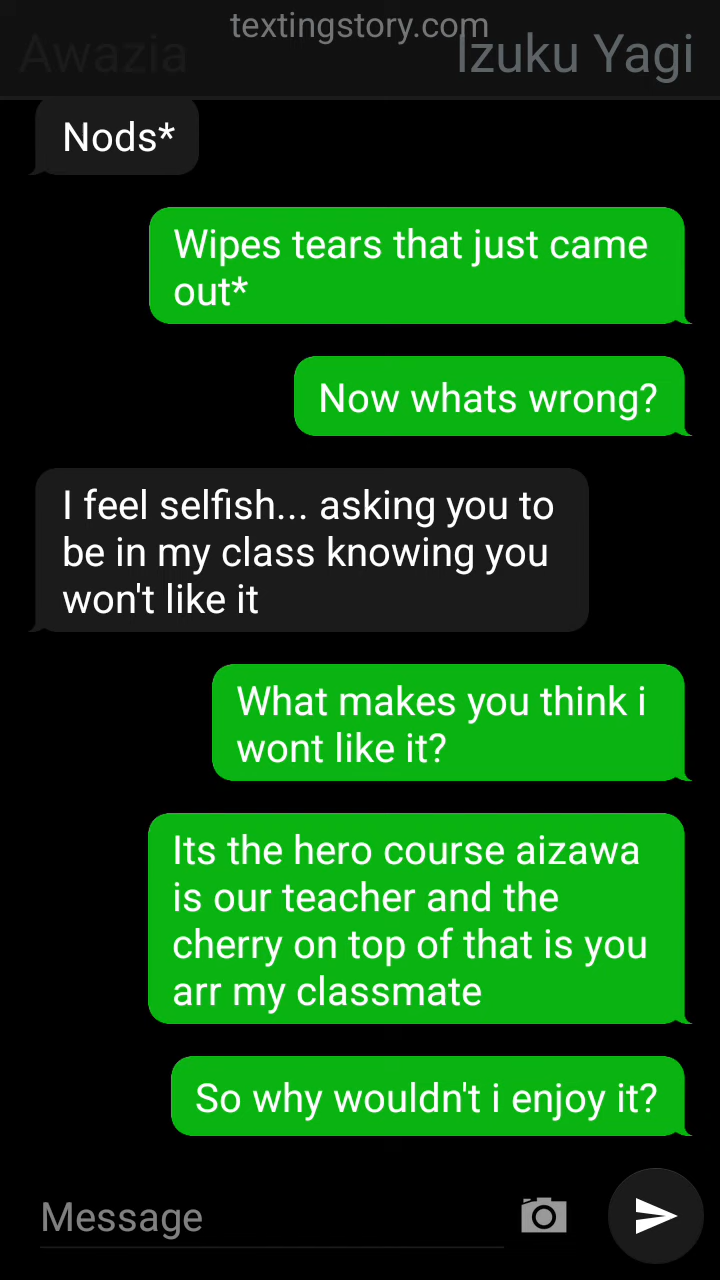 textingstory.com
Awazia
Izuku Yagi
Nods*
Wipes tears that just came
out*
Now whats wrong?
I feel selfish... asking you to
be in my class knowing you
won't like it
What makes you think i
wont like it?
Its the hero course aizawa
is our teacher and the
cherry on top of that is you
arr my classmate
So why wouldn't i enjoy it?
Message